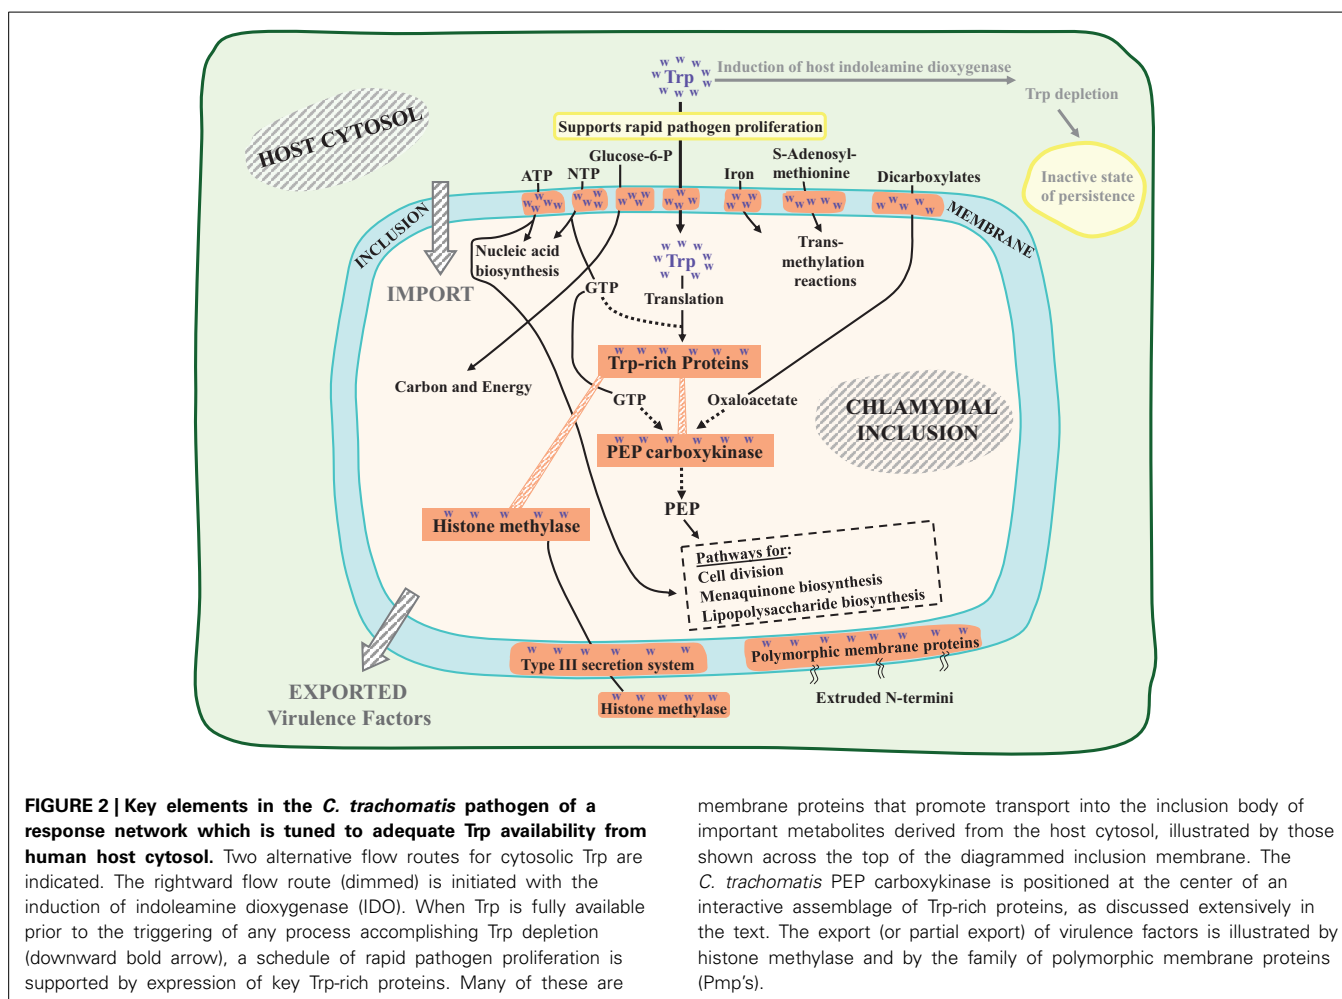 W W W W W Trp W W W W
Induction of host indoleamine dioxygenase
Trp depletion
HOST CYTOSOL
Supports rapid pathogen proliferation
Inactive state
of persistence
ATP
NTP
Glucose-6-P
Iron
S-Adenosyl-
methionine
Dicarboxylates
INCLUSION
MEMBRANE
IMPORT
Nucleic acid
biosynthesis
Trp
Trans-
methylation
reactions
GTP
Translation
Trp-rich Proteins
Carbon and Energy
GTP
Oxaloacetate
CHLAMYDIAL
INCLUSION
PEP carboxykinase
PEP
Histone methylase
Pathways for:
Cell division
Menaquinone biosynthesis
Lipopolysaccharide biosynthesis
Type III secretion system
Polymorphic membrane proteins
Extruded N-termini
EXPORTED
Virulence Factors
Histone methylase
FIGURE 2 | Key elements in the C. trachomatis pathogen of a
response network which is tuned to adequate Trp availability from
human host cytosol. Two alternative flow routes for cytosolic Trp are
indicated. The rightward flow route (dimmed) is initiated with the
induction of indoleamine dioxygenase (IDO). When Trp is fully available
prior to the triggering of any process accomplishing Trp depletion
(downward bold arrow), a schedule of rapid pathogen proliferation is
supported by expression of key Trp-rich proteins. Many of these are
membrane proteins that promote transport into the inclusion body of
important metabolites derived from the host cytosol, illustrated by those
shown across the top of the diagrammed inclusion membrane. The
C. trachomatis PEP carboxykinase is positioned at the center of an
interactive assemblage of Trp-rich proteins, as discussed extensively in
the text. The export (or partial export) of virulence factors is illustrated by
histone methylase and by the family of polymorphic membrane proteins
(Pmp's).